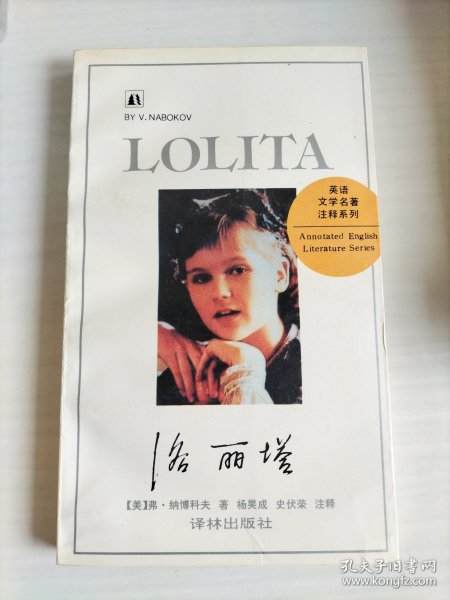 BY V. NABOKOV
LOLITA
英语
文学名著
注释系列
Annotated English
Literature Series
洛丽塔
【美】弗·纳博科夫 著 杨昊成 史伏荣 注释
译林出版社
孔夫子旧书网
www.kongfz.com